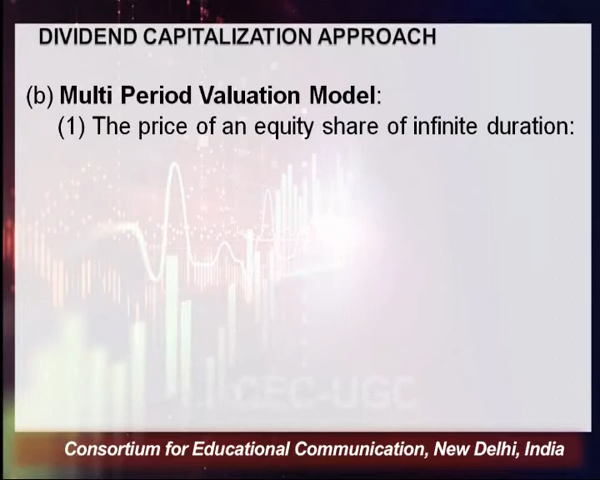 DIVIDEND CAPITALIZATION APPROACH
(b) Multi Period Valuation Model:
(1) The price of an equity share of infinite duration:
CEC-UGC
Consortium for Educational Communication, New Delhi, India